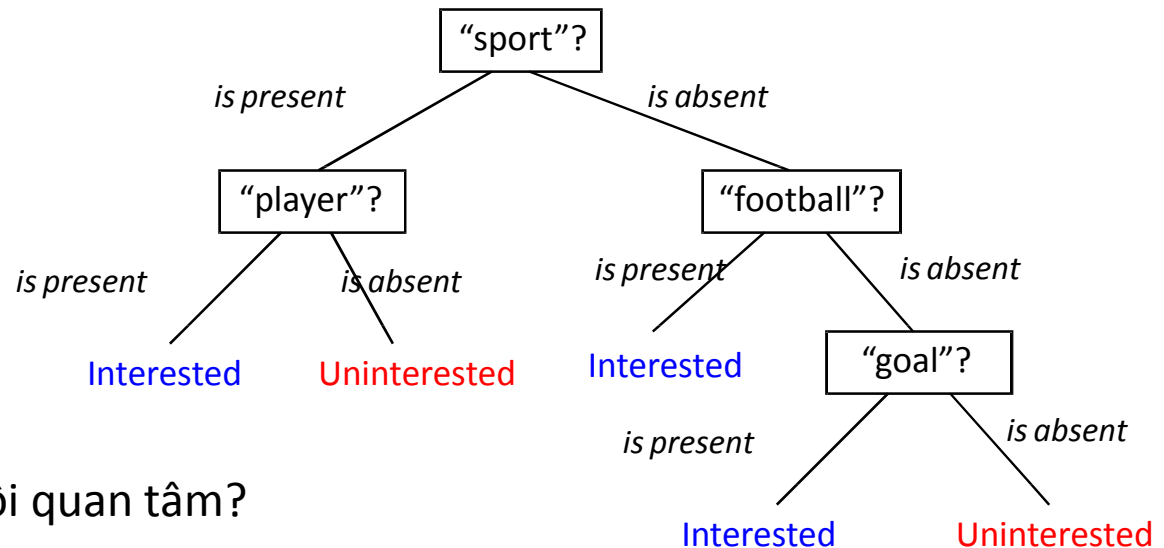 “sport”?
is present
is absent
“player”?
“football”?
is present
is absent
is present
is absent
Interested
Uninterested
Interested
“goal”?
is present
is absent
quan tâm?
Interested
Uninterested